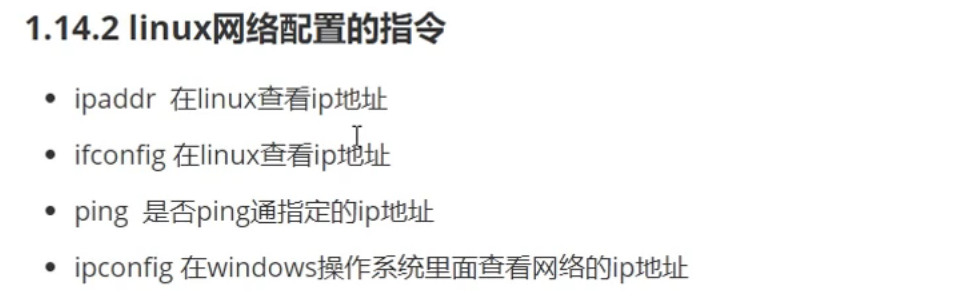 1.14.2 linux网络配置的指令
ipaddr 在linux查看ip地址
ifconfig 在linux查看ip地址
ping 是否ping通指定的ip地址
ipconfig 在windows操作系统里面查看网络的ip地址